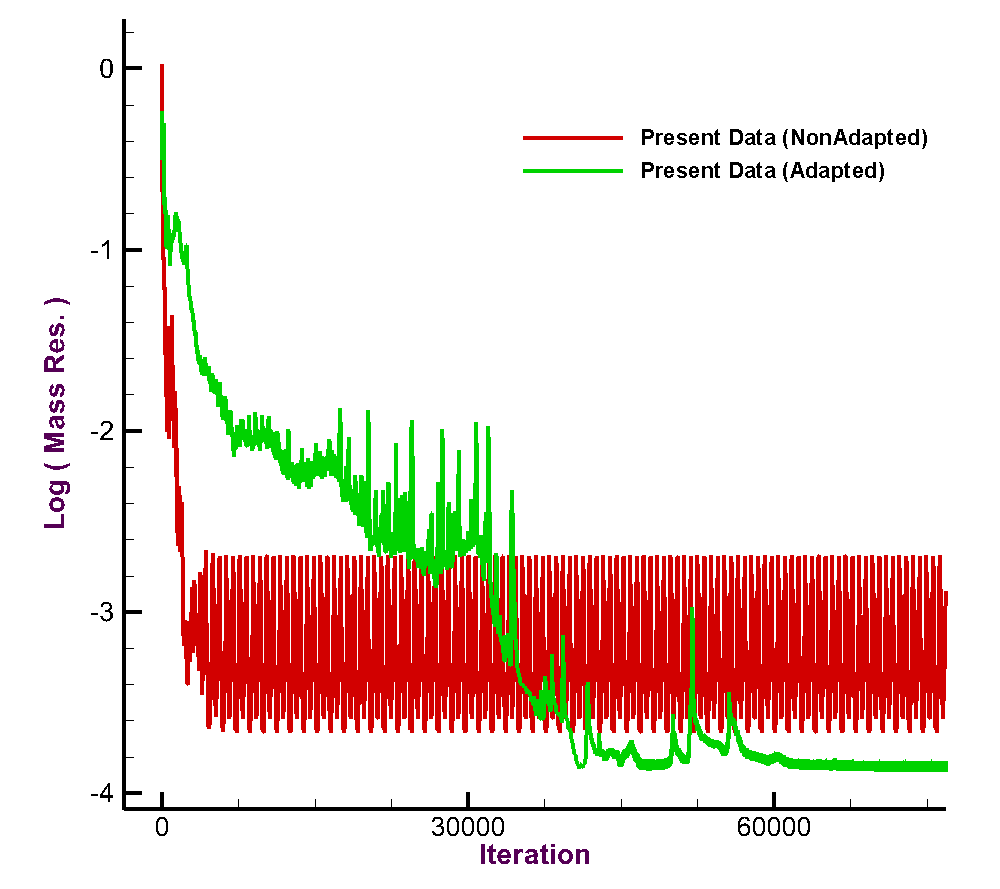 0
Present Data (NonAdapted)
Present Data (Adapted)
-1
-2
-3
-4
Log ( Mass Res. )
0 30000 60000
Iteration